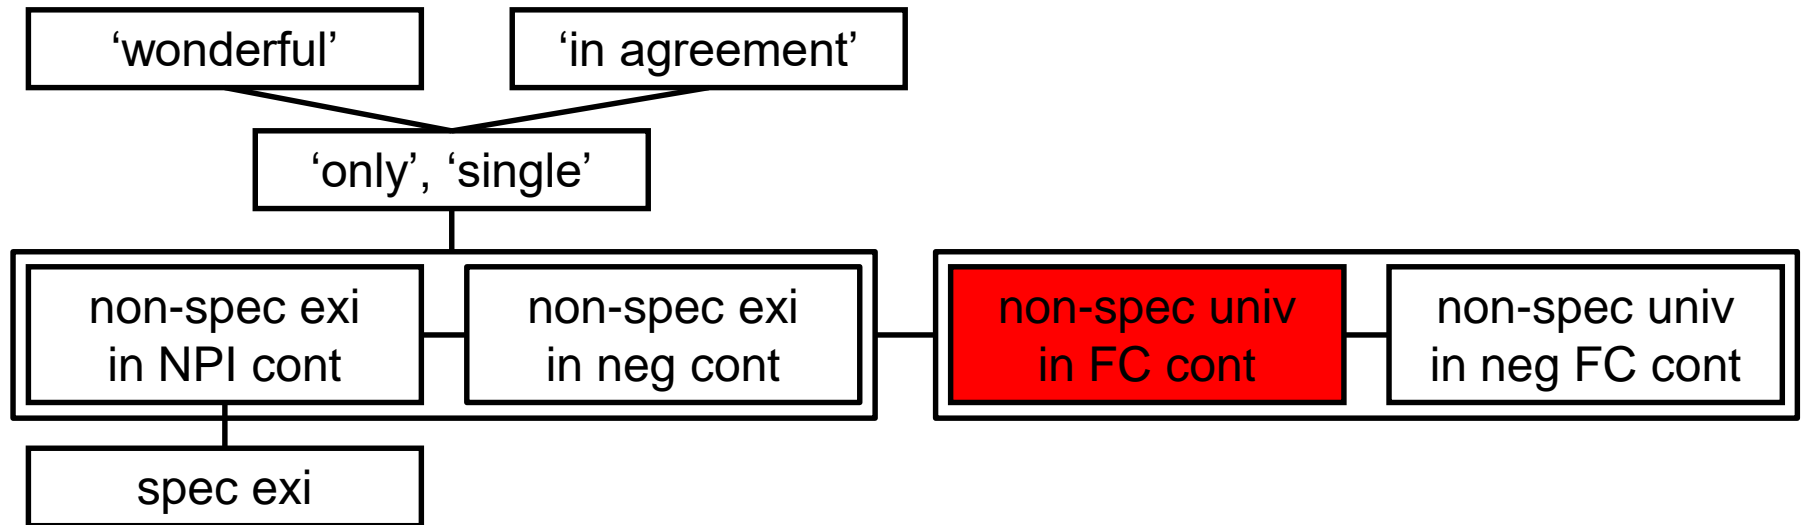 ‘wonderful’
‘in agreement’
‘only’, ‘single’
non-spec exi
in NPI cont
non-spec exi
in neg cont
non-spec univ
in FC cont
non-spec univ
in neg FC cont
spec exi